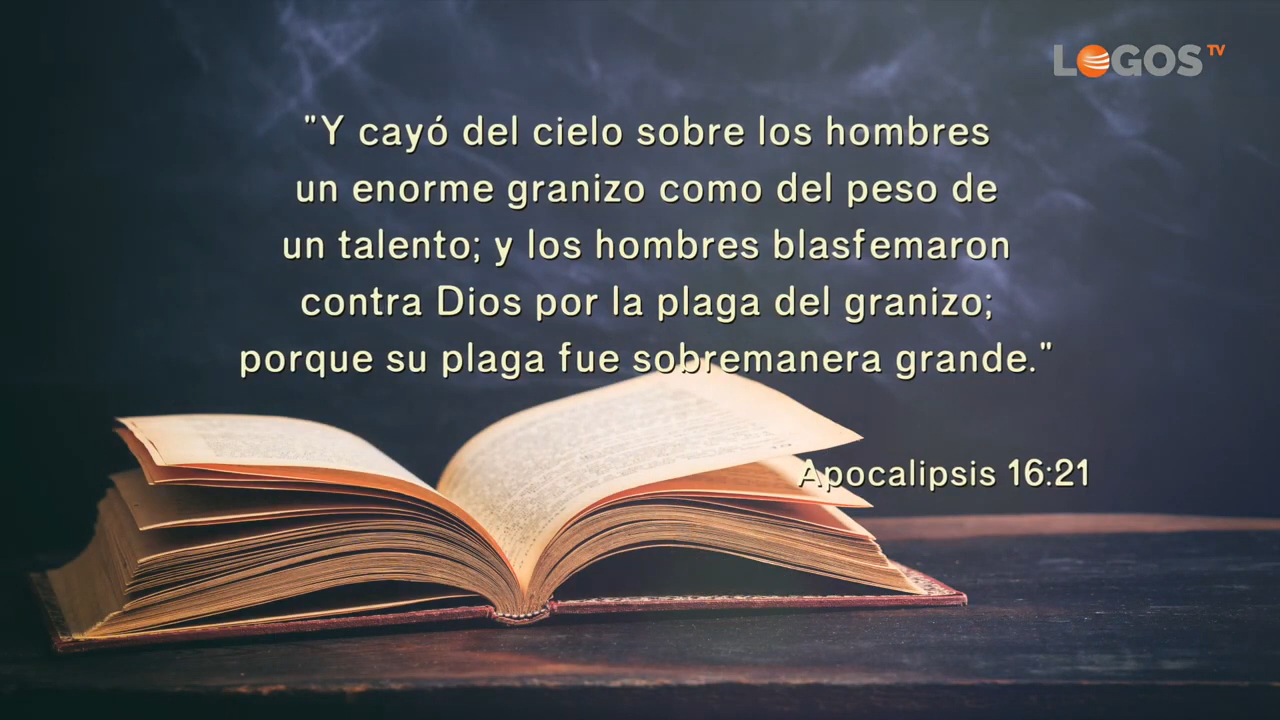 LOGOS TV
"Y cayó del cielo sobre los hombres
un enorme granizo como del peso de
un talento; y los hombres blasfemaron
contra Dios por la plaga del granizo;
porque su plaga fue sobremanera grande."
Apocalipsis 16:21